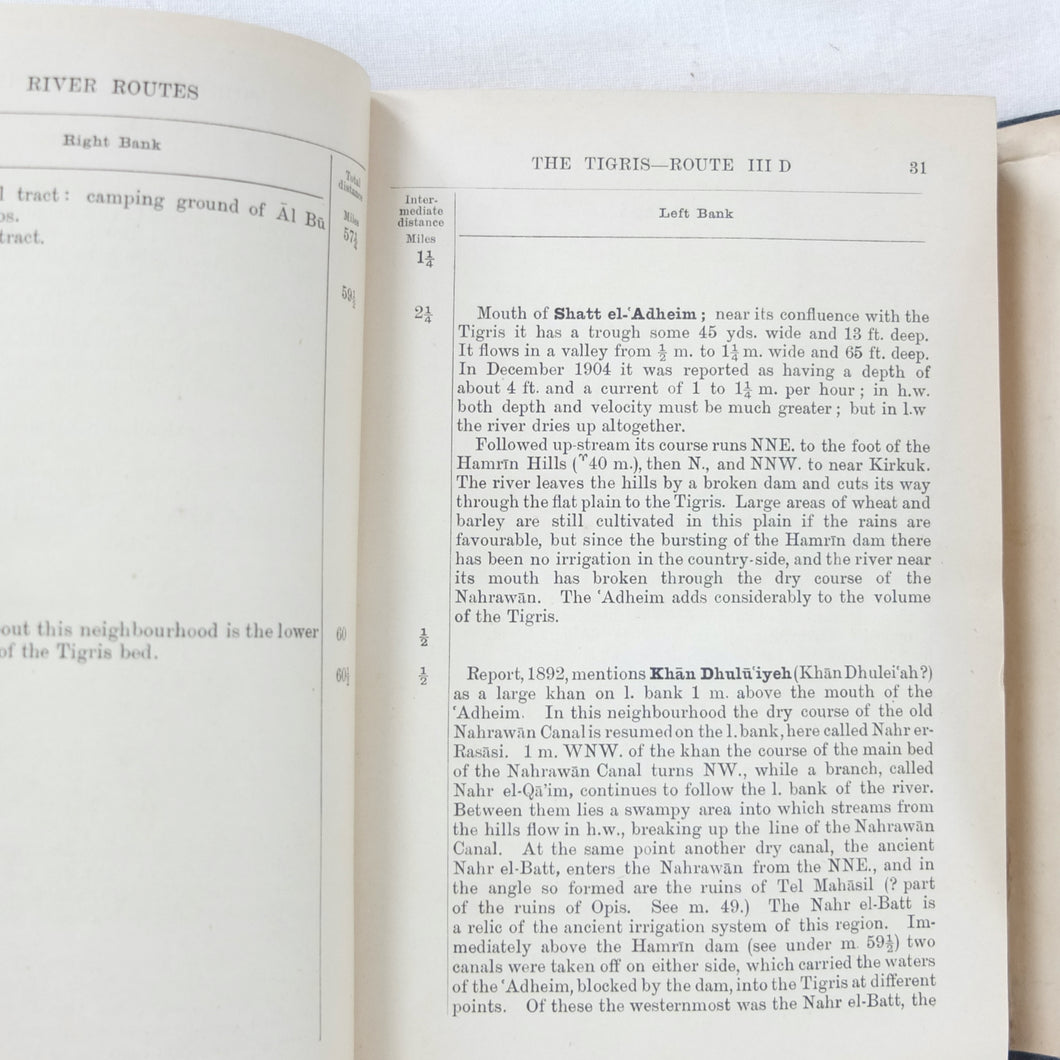 RIVER ROUTES
Right Bank
Total
distance
Miles
tract: camping ground of Āl Bū
57¼
tract.
59½
this neighbourhood is the lower
60
of the Tigris bed.
60½
THE TIGRIS—ROUTE III D
31
Inter-
mediate
distance
Miles
Left Bank
1¼
2¼
Mouth of Shatt el-ʿAdheim; near its confluence with the
Tigris it has a trough some 45 yds. wide and 13 ft. deep.
It flows in a valley from ½ m. to 1¼ m. wide and 65 ft. deep.
In December 1904 it was reported as having a depth of
about 4 ft. and a current of 1 to 1¼ m. per hour; in h.w.
both depth and velocity must be much greater; but in l.w
the river dries up altogether.
Followed up-stream its course runs NNE. to the foot of the
Hamrīn Hills (ˆ40 m.), then N., and NNW. to near Kirkuk.
The river leaves the hills by a broken dam and cuts its way
through the flat plain to the Tigris. Large areas of wheat and
barley are still cultivated in this plain if the rains are
favourable, but since the bursting of the Hamrīn dam there
has been no irrigation in the country-side, and the river near
its mouth has broken through the dry course of the
Nahrawān. The ʿAdheim adds considerably to the volume
of the Tigris.
½
½
Report, 1892, mentions Khān Dhulūʿiyeh (Khān Dhuleiʿah?)
as a large khan on l. bank 1 m. above the mouth of the
ʿAdheim. In this neighbourhood the dry course of the old
Nahrawān Canal is resumed on the l. bank, here called Nahr er-
Rasāsi. 1 m. WNW. of the khan the course of the main bed
of the Nahrawān Canal turns NW., while a branch, called
Nahr el-Qāʾim, continues to follow the l. bank of the river.
Between them lies a swampy area into which streams from
the hills flow in h.w., breaking up the line of the Nahrawān
Canal. At the same point another dry canal, the ancient
Nahr el-Batt, enters the Nahrawān from the NNE., and in
the angle so formed are the ruins of Tel Mahāsil (? part
of the ruins of Opis. See m. 49.) The Nahr el-Batt is
a relic of the ancient irrigation system of this region. Im-
mediately above the Hamrīn dam (see under m. 59½) two
canals were taken off on either side, which carried the waters
of the ʿAdheim, blocked by the dam, into the Tigris at different
points. Of these the westernmost was the Nahr el-Batt, the